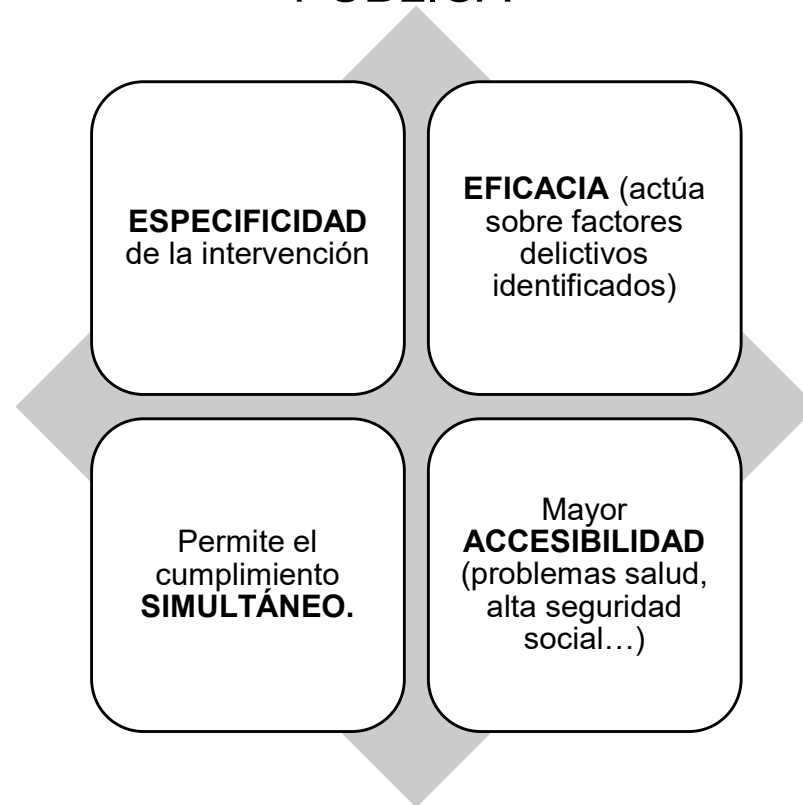 ESPECIFICIDAD
de la intervención
EFICACIA (actúa
sobre factores
delictivos
identificados)
Permite el
cumplimiento
SIMULTÁNEO.
Mayor
ACCESIBILIDAD
(problemas salud,
alta seguridad
social…)